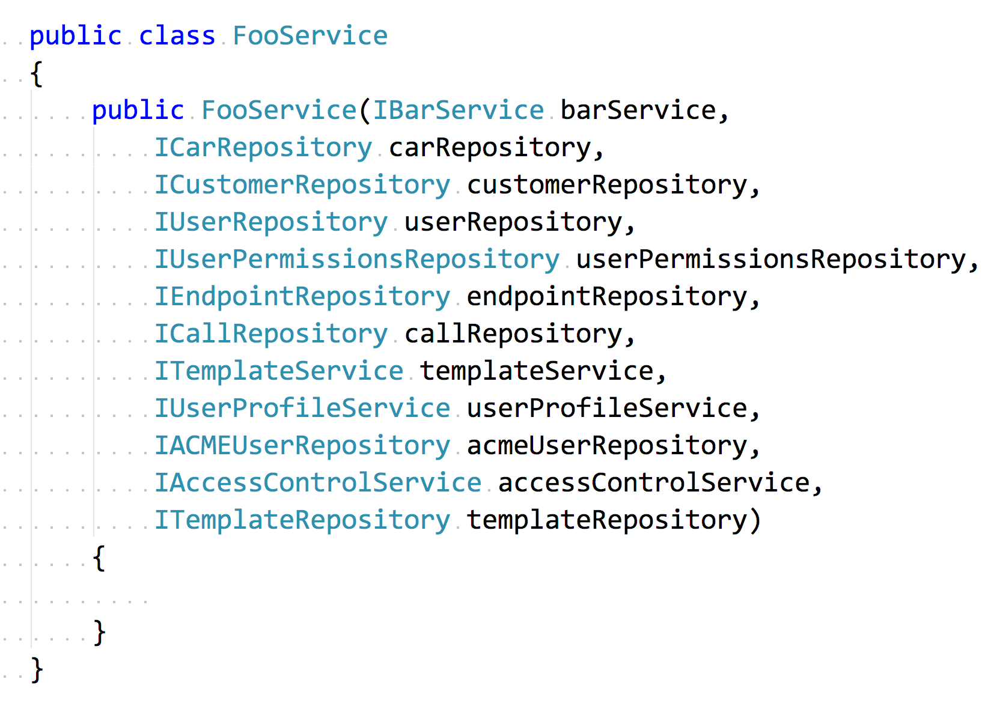 public class FooService
{
public FooService(IBarService barService,
ICarRepository carRepository,
ICustomerRepository customerRepository,
IUserRepository userRepository,
IUserPermissionsRepository userPermissionsRepository,
IEndpointRepository endpointRepository,
ICallRepository callRepository,
ITemplateService templateService,
IUserProfileService userProfileService,
IACMEUserRepository acmeUserRepository,
IAccessControlService accessControlService,
ITemplateRepository templateRepository)
{
}
}